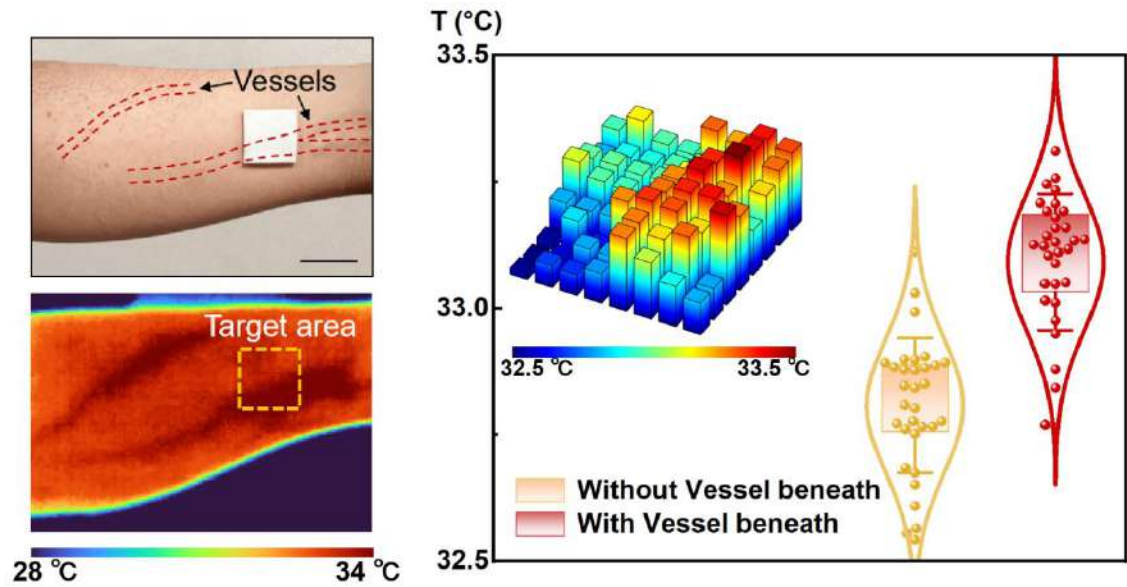 Vessels
Target area
28 °C
34 °C
T (°C)
33.5
33.0
32.5
32.5 °C
33.5 °C
Without Vessel beneath
With Vessel beneath